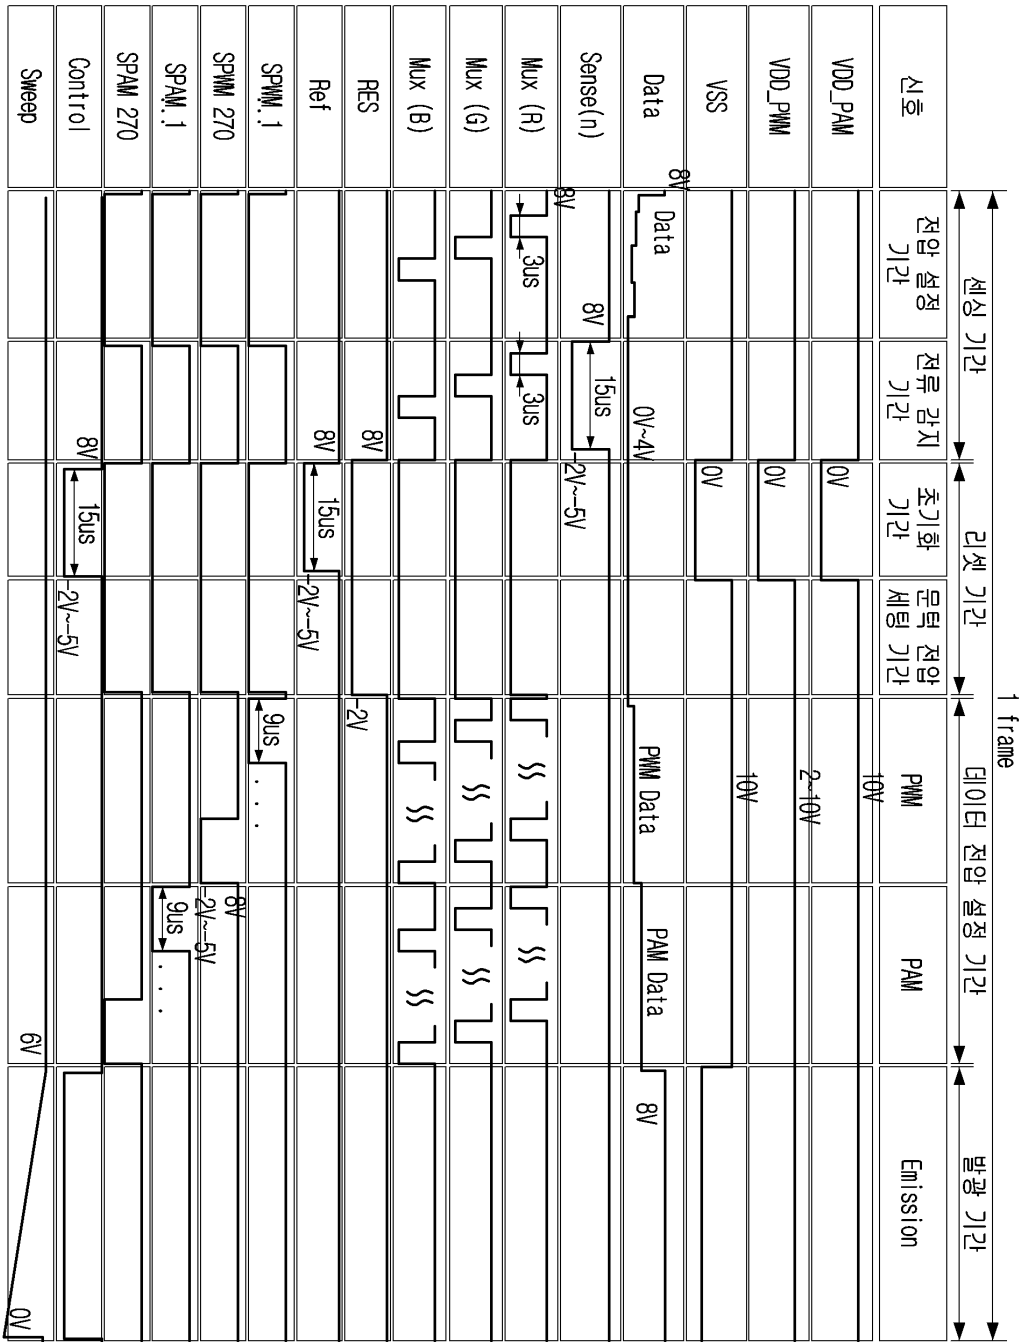 1 frame
센싱 기간
리셋 기간
데이터 전압 설정 기간
발광 기간
신호
전압 설정
기간
전류 감지
기간
초기화
기간
문턱 전압
세팅 기간
PWM
PAM
Emission
VDD_PAM
0V
10V
VDD_PWM
0V
2~10V
VSS
0V
10V
Data
8V
Data
0V~4V
PWM Data
PAM Data
8V
Sense(n)
8V
15us
-2V~-5V
Mux (R)
8V
3us
3us
Mux (G)
Mux (B)
RES
8V
-2V
Ref
8V
15us
-2V~-5V
SPWM..1
9us
. . .
SPWM 270
8V
-2V~-5V
SPAM..1
9us
. . .
SPAM 270
Control
8V
15us
-2V~-5V
Sweep
6V
0V